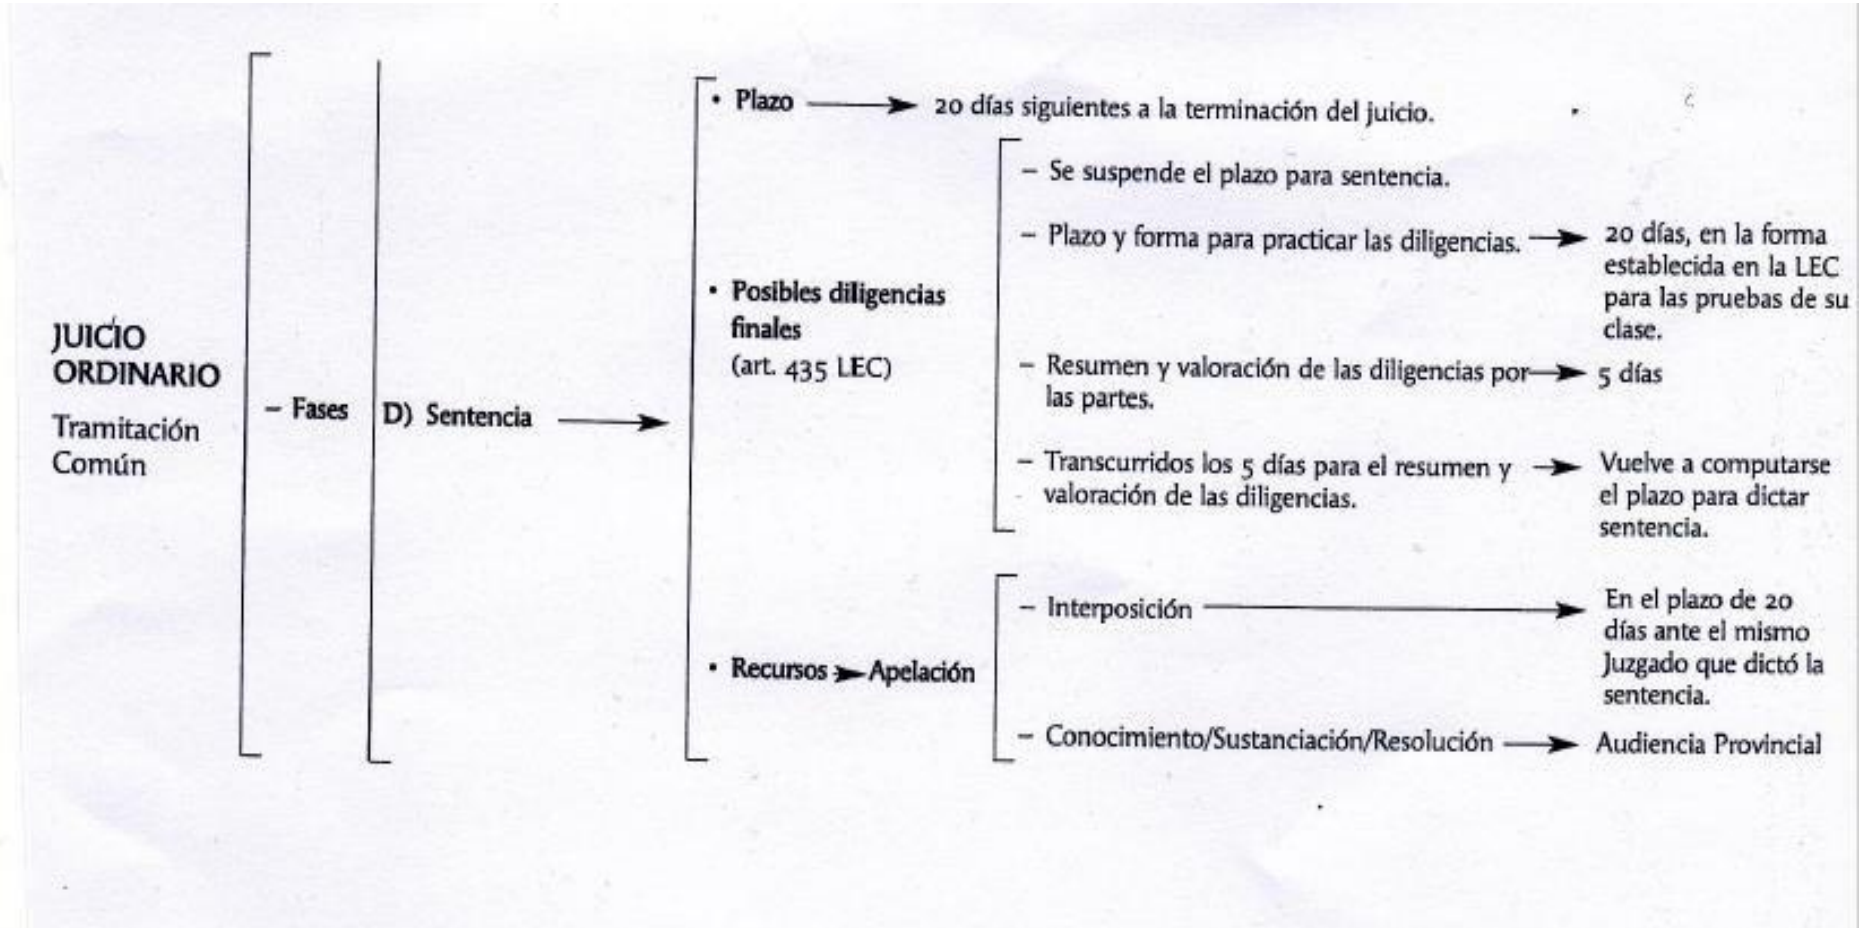 JUICIO
ORDINARIO
Tramitación
Común
– Fases
D) Sentencia
• Plazo
20 días siguientes a la terminación del juicio.
• Posibles diligencias
finales
(art. 435 LEC)
– Se suspende el plazo para sentencia.
– Plazo y forma para practicar las diligencias.
20 días, en la forma
establecida en la LEC
para las pruebas de su
clase.
– Resumen y valoración de las diligencias por
las partes.
5 días
– Transcurridos los 5 días para el resumen y
valoración de las diligencias.
Vuelve a computarse
el plazo para dictar
sentencia.
• Recursos
Apelación
– Interposición
En el plazo de 20
días ante el mismo
Juzgado que dictó la
sentencia.
– Conocimiento/Sustanciación/Resolución
Audiencia Provincial